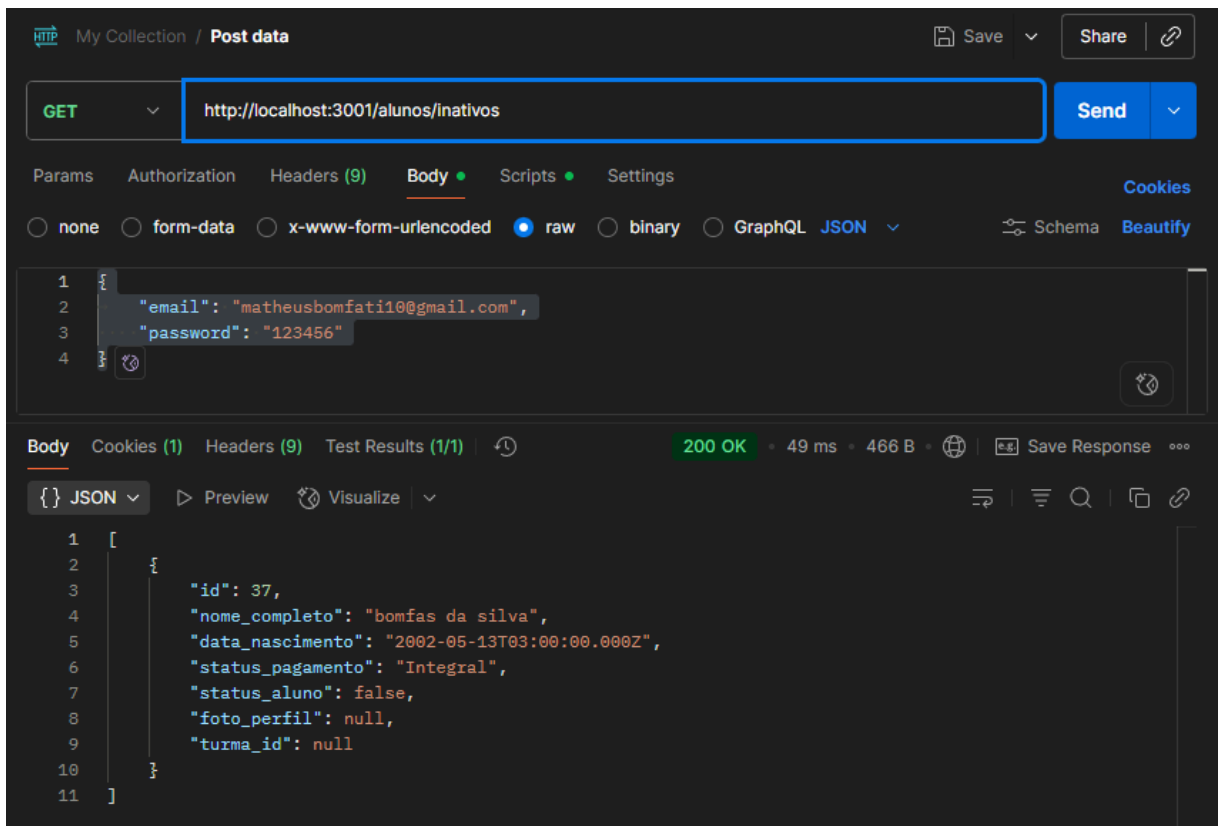 HTTP My Collection / Post data Save Share
GET http://localhost:3001/alunos/inativos Send
Params Authorization Headers (9) Body Scripts Settings Cookies
none form-data x-www-form-urlencoded raw binary GraphQL JSON Schema Beautify
1 {
2 "email": "matheusbomfati10@gmail.com",
3 "password": "123456"
4 }
Body Cookies (1) Headers (9) Test Results (1/1) 200 OK 49 ms 466 B e.g. Save Response
{} JSON Preview Visualize
1 [
2 {
3 "id": 37,
4 "nome_completo": "bomfas da silva",
5 "data_nascimento": "2002-05-13T03:00:00.000Z",
6 "status_pagamento": "Integral",
7 "status_aluno": false,
8 "foto_perfil": null,
9 "turma_id": null
10 }
11 ]